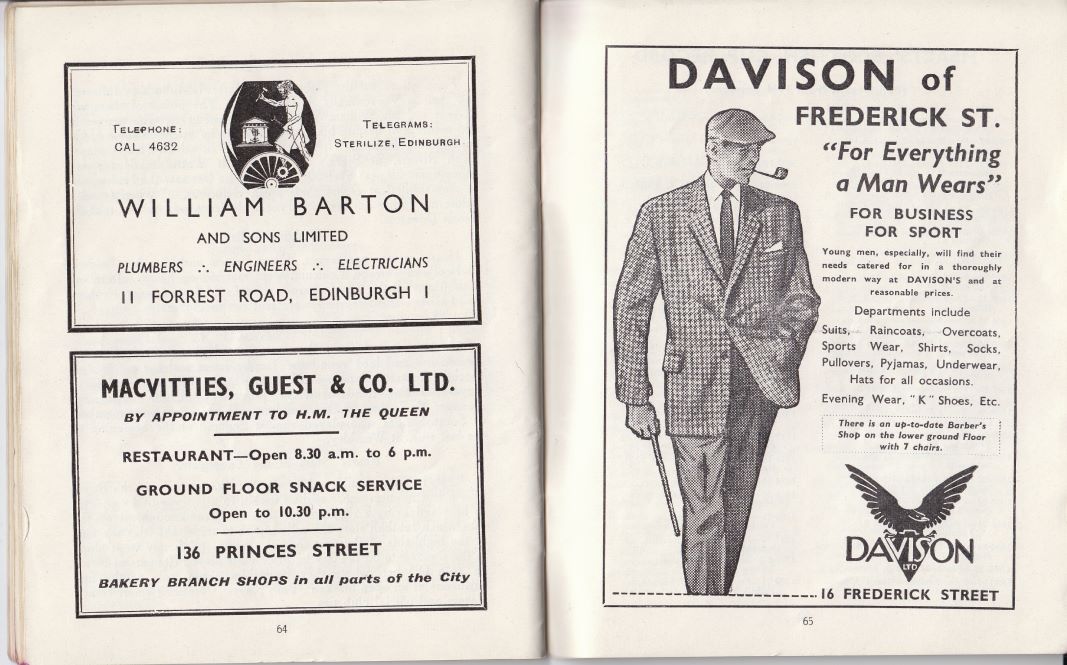 TELEPHONE:
CAL 4632
TELEGRAMS:
STERILIZE, EDINBURGH
WILLIAM BARTON
AND SONS LIMITED
PLUMBERS ∴ ENGINEERS ∴ ELECTRICIANS
11 FORREST ROAD, EDINBURGH 1
MACVITTIES, GUEST & CO. LTD.
BY APPOINTMENT TO H.M. THE QUEEN
RESTAURANT—Open 8.30 a.m. to 6 p.m.
GROUND FLOOR SNACK SERVICE
Open to 10.30 p.m.
136 PRINCES STREET
BAKERY BRANCH SHOPS in all parts of the City
64
DAVISON of
FREDERICK ST.
"For Everything
a Man Wears"
FOR BUSINESS
FOR SPORT
Young men, especially, will find their
needs catered for in a thoroughly
modern way at DAVISON'S and at
reasonable prices.
Departments include
Suits, Raincoats, Overcoats,
Sports Wear, Shirts, Socks,
Pullovers, Pyjamas, Underwear,
Hats for all occasions.
Evening Wear, "K" Shoes, Etc.
There is an up-to-date Barber's
Shop on the lower ground Floor
with 7 chairs.
DAVISON
LTD
16 FREDERICK STREET
65